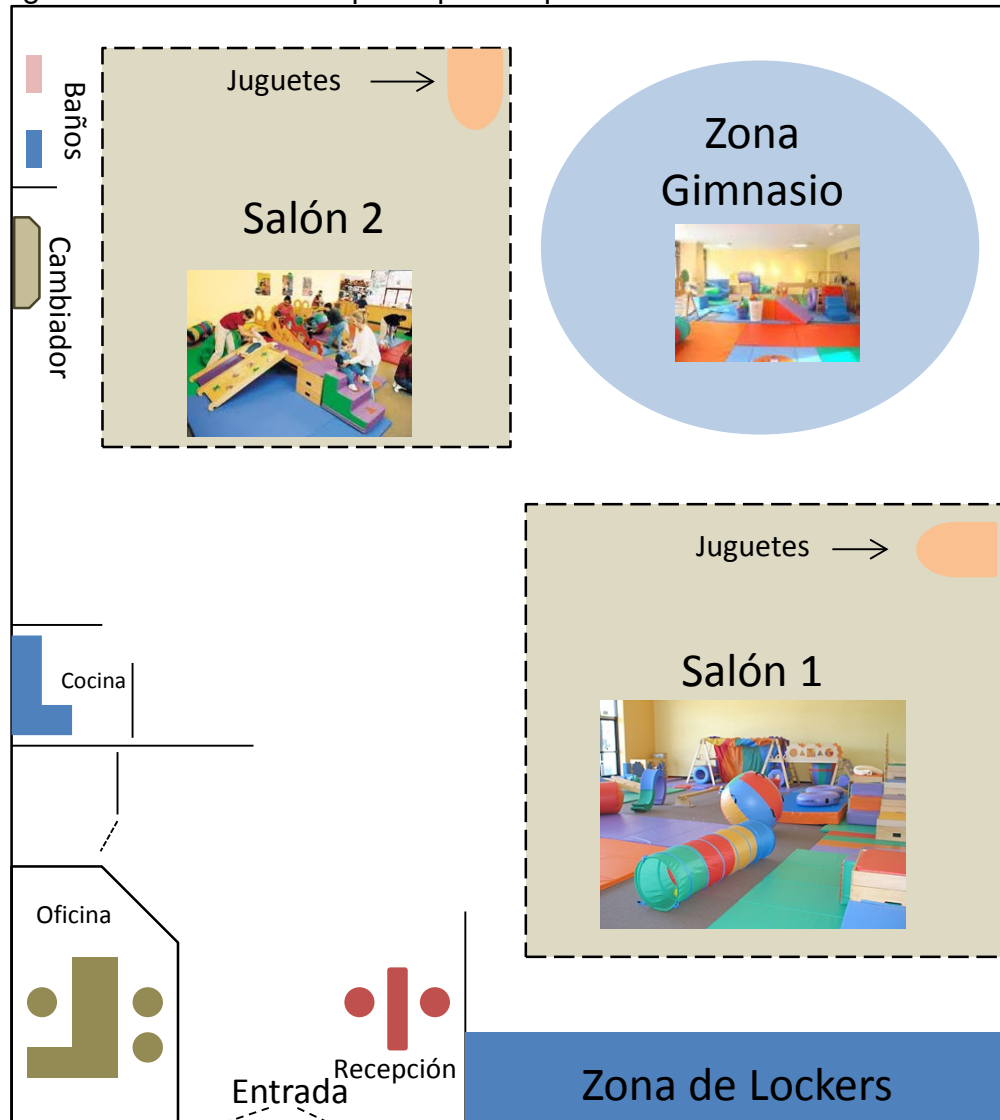 Juguetes
Baños
Zona
Gimnasio
Salón 2
Cambiador
Juguetes
Salón 1
Cocina
Oficina
Recepción
Entrada
Zona de Lockers